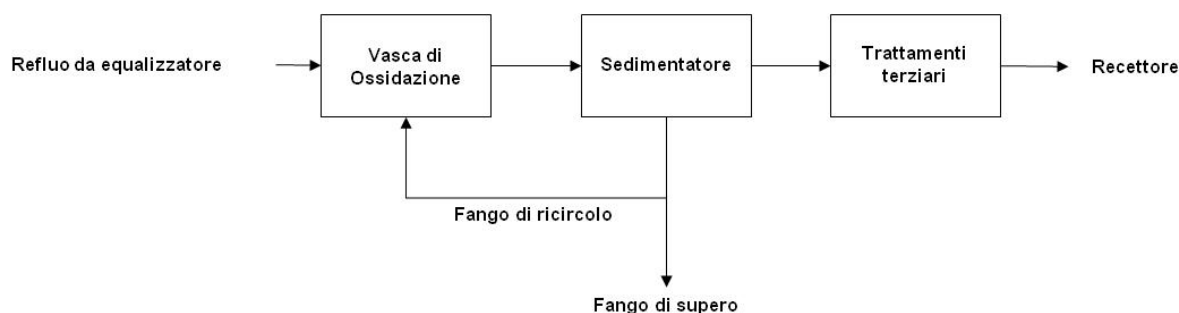 Refluo da equalizzatore
Vasca di
Ossidazione
Sedimentatore
Trattamenti
terziari
Recettore
Fango di ricircolo
Fango di supero